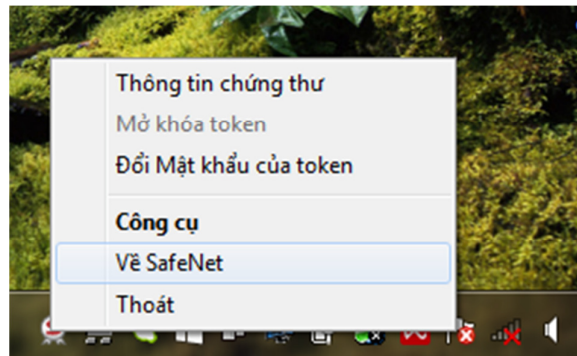 Thông tin chứng thư
Mở khóa token
Đổi Mật khẩu của token
Công cụ
Về SafeNet
Thoát